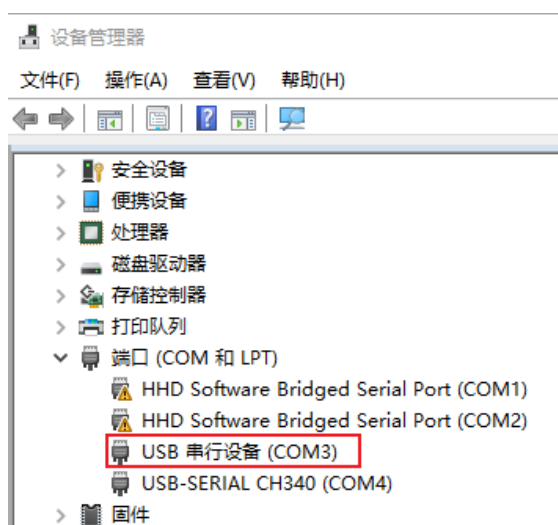 设备管理器
文件(F) 操作(A) 查看(V) 帮助(H)
安全设备
便携设备
处理器
磁盘驱动器
存储控制器
打印队列
端口 (COM 和 LPT)
HHD Software Bridged Serial Port (COM1)
HHD Software Bridged Serial Port (COM2)
USB 串行设备 (COM3)
USB-SERIAL CH340 (COM4)
固件